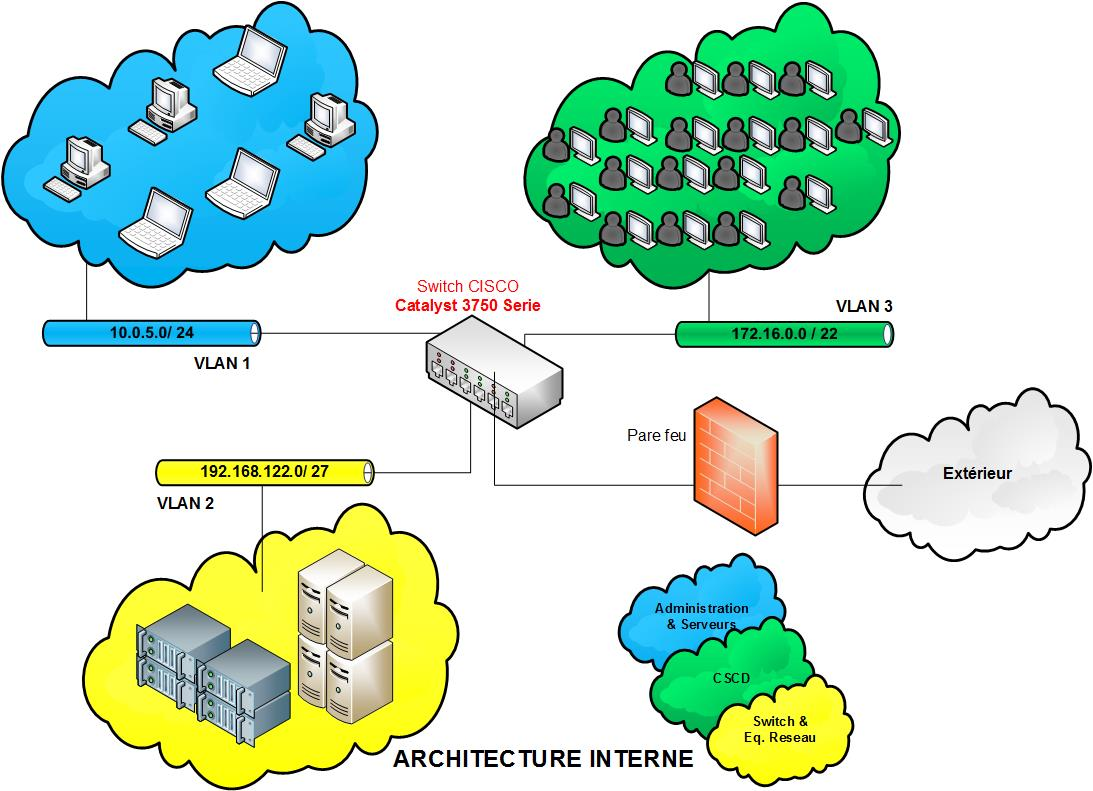 Switch CISCO
Catalyst 3750 Serie
VLAN 3
10.0.5.0/ 24
172.16.0.0 / 22
VLAN 1
Pare feu
Extérieur
192.168.122.0/ 27
VLAN 2
Administration
& Serveurs
CSCD
Switch &
Eq. Reseau
ARCHITECTURE INTERNE